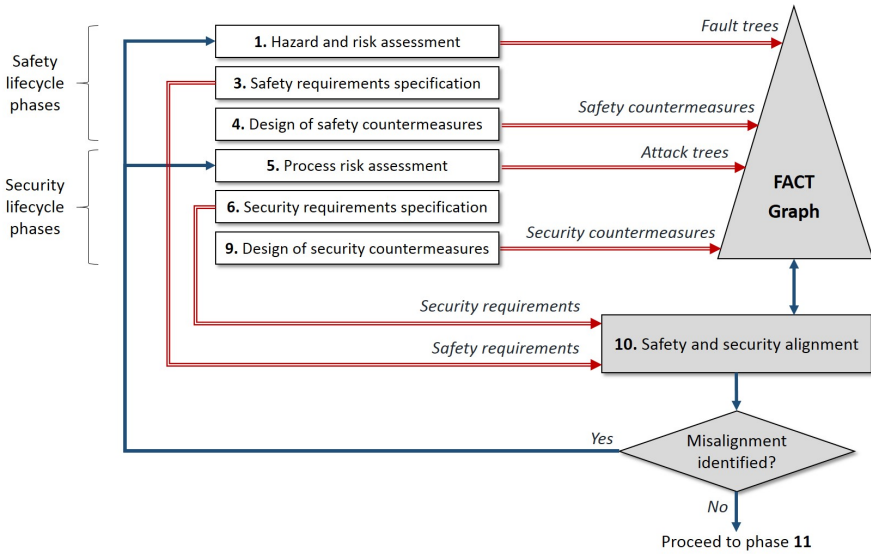 Safety
lifecycle
phases
Security
lifecycle
phases
1. Hazard and risk assessment
3. Safety requirements specification
4. Design of safety countermeasures
5. Process risk assessment
6. Security requirements specification
9. Design of security countermeasures
Fault trees
Safety countermeasures
Attack trees
Security countermeasures
FACT
Graph
Security requirements
Safety requirements
10. Safety and security alignment
Misalignment
identified?
Yes
No
Proceed to phase 11